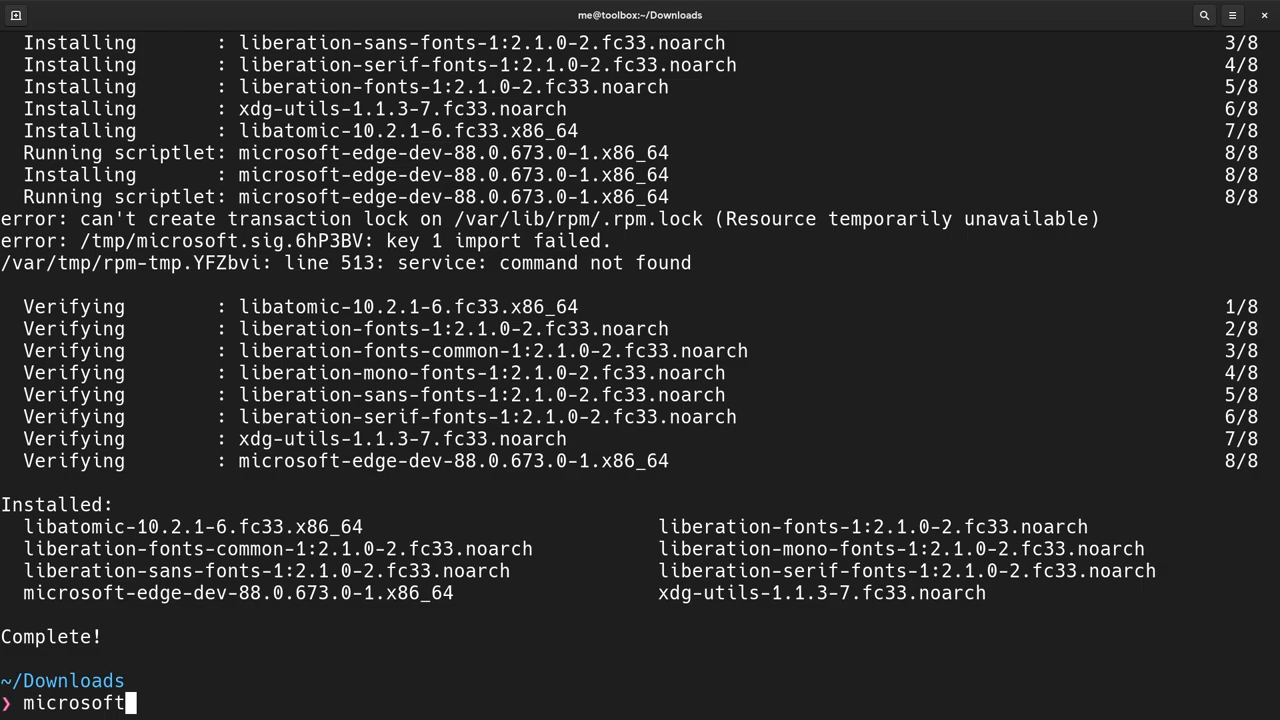 me@toolbox:~/Downloads
Installing : liberation-sans-fonts-1:2.1.0-2.fc33.noarch 3/8
Installing : liberation-serif-fonts-1:2.1.0-2.fc33.noarch 4/8
Installing : liberation-fonts-1:2.1.0-2.fc33.noarch 5/8
Installing : xdg-utils-1.1.3-7.fc33.noarch 6/8
Installing : libatomic-10.2.1-6.fc33.x86_64 7/8
Running scriptlet: microsoft-edge-dev-88.0.673.0-1.x86_64 8/8
Installing : microsoft-edge-dev-88.0.673.0-1.x86_64 8/8
Running scriptlet: microsoft-edge-dev-88.0.673.0-1.x86_64 8/8
error: can't create transaction lock on /var/lib/rpm/.rpm.lock (Resource temporarily unavailable)
error: /tmp/microsoft.sig.6hP3BV: key 1 import failed.
/var/tmp/rpm-tmp.YFZbvi: line 513: service: command not found
Verifying : libatomic-10.2.1-6.fc33.x86_64 1/8
Verifying : liberation-fonts-1:2.1.0-2.fc33.noarch 2/8
Verifying : liberation-fonts-common-1:2.1.0-2.fc33.noarch 3/8
Verifying : liberation-mono-fonts-1:2.1.0-2.fc33.noarch 4/8
Verifying : liberation-sans-fonts-1:2.1.0-2.fc33.noarch 5/8
Verifying : liberation-serif-fonts-1:2.1.0-2.fc33.noarch 6/8
Verifying : xdg-utils-1.1.3-7.fc33.noarch 7/8
Verifying : microsoft-edge-dev-88.0.673.0-1.x86_64 8/8
Installed:
libatomic-10.2.1-6.fc33.x86_64 liberation-fonts-1:2.1.0-2.fc33.noarch
liberation-fonts-common-1:2.1.0-2.fc33.noarch liberation-mono-fonts-1:2.1.0-2.fc33.noarch
liberation-sans-fonts-1:2.1.0-2.fc33.noarch liberation-serif-fonts-1:2.1.0-2.fc33.noarch
microsoft-edge-dev-88.0.673.0-1.x86_64 xdg-utils-1.1.3-7.fc33.noarch
Complete!
~/Downloads
❯ microsoft